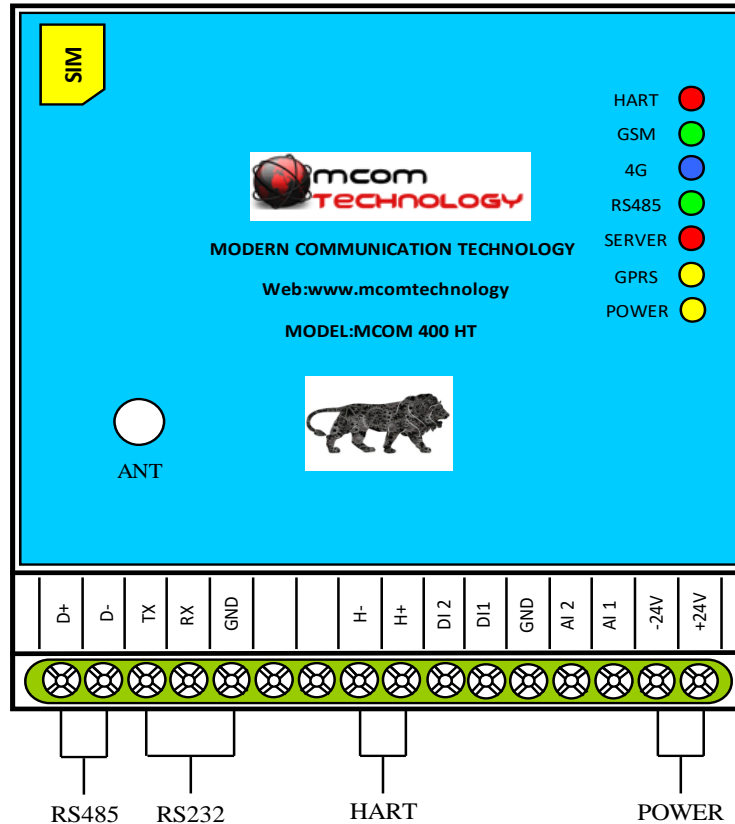 SIM
HART
GSM
4G
RS485
SERVER
GPRS
POWER
mcom
TECHNOLOGY
MODERN COMMUNICATION TECHNOLOGY
Web:www.mcomtechnology
MODEL:MCOM 400 HT
ANT
D+ D- TX RX GND H- H+ DI 2 DI1 GND AI 2 AI 1 -24V +24V
RS485 RS232 HART POWER